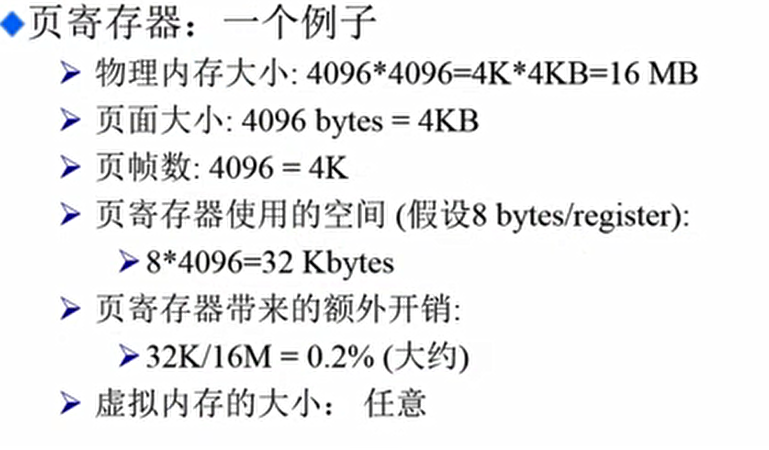 页寄存器：一个例子
物理内存大小: 4096*4096=4K*4KB=16 MB
页面大小: 4096 bytes = 4KB
页帧数: 4096 = 4K
页寄存器使用的空间 (假设8 bytes/register):
8*4096=32 Kbytes
页寄存器带来的额外开销:
32K/16M = 0.2% (大约)
虚拟内存的大小： 任意